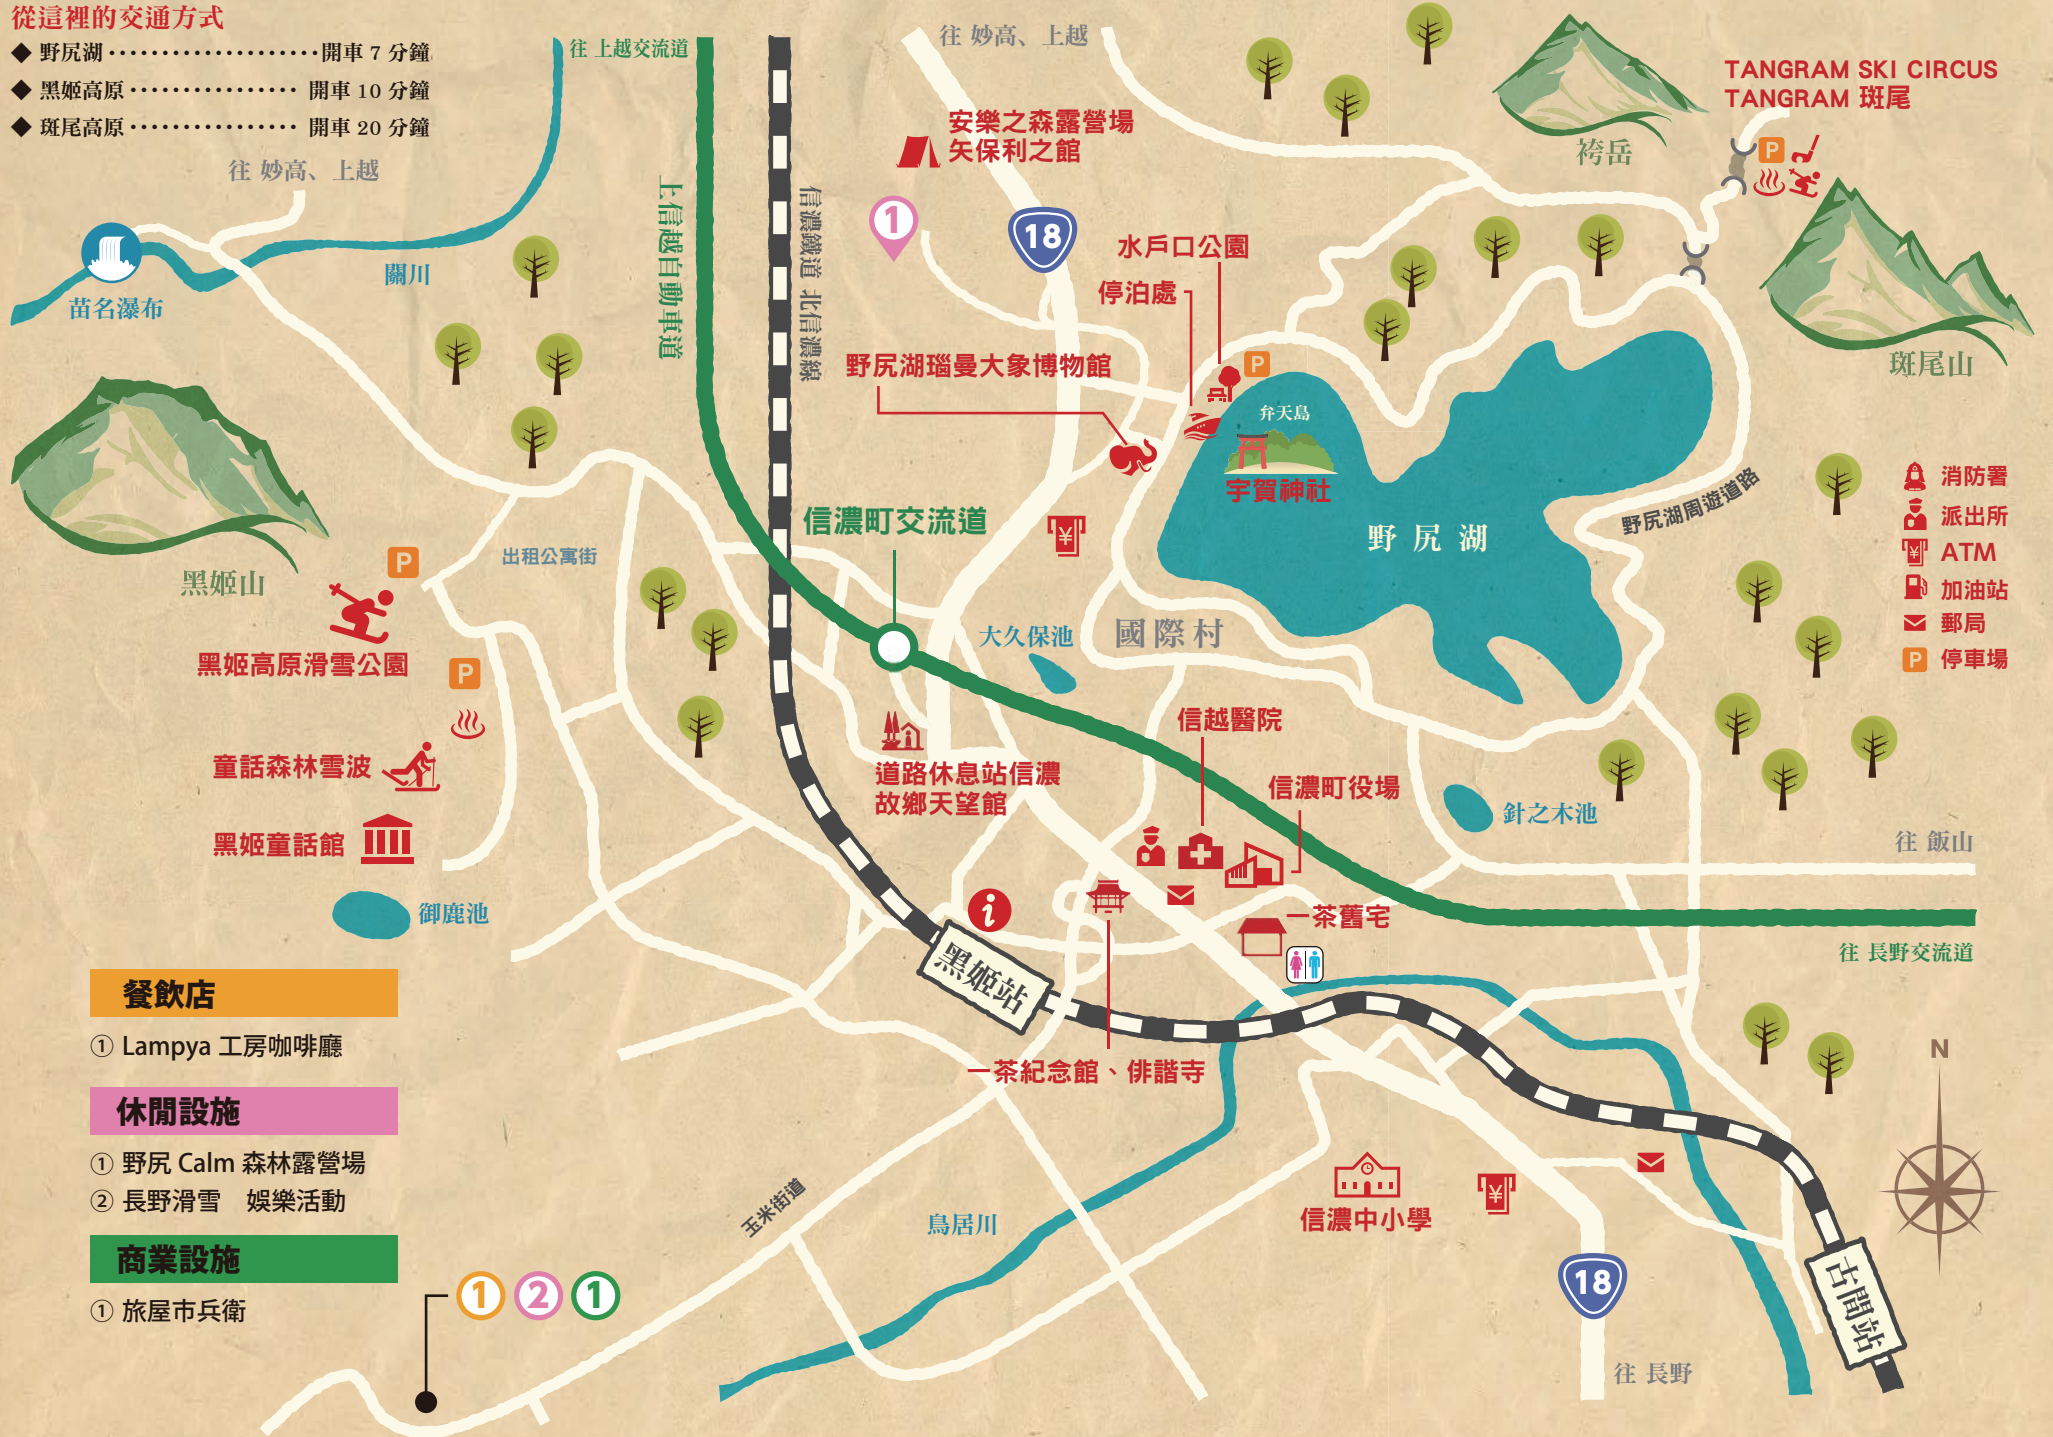 從這裡的交通方式
◆ 野尻湖 ···················· 開車 7 分鐘
◆ 黑姬高原 ················ 開車 10 分鐘
◆ 斑尾高原 ················ 開車 20 分鐘
往 妙高、上越
往 上越交流道
往 妙高、上越
TANGRAM SKI CIRCUS
TANGRAM 斑尾
安樂之森露營場
矢保利之館
袴岳
P
1
18
上信越自動車道
信濃鐵道 北信濃線
水戶口公園
關川
停泊處
苗名瀑布
野尻湖瑙曼大象博物館
P
斑尾山
弁天島
宇賀神社
信濃町交流道
野尻湖
野尻湖周遊道路
消防署
派出所
¥ ATM
加油站
郵局
P 停車場
¥
出租公寓街
P
黑姬山
大久保池
國際村
黑姬高原滑雪公園
P
信越醫院
童話森林雪波
道路休息站信濃
故鄉天望館
信濃町役場
針之木池
黑姬童話館
往 飯山
御鹿池
i
一茶舊宅
往 長野交流道
黑姬站
餐飲店
① Lampya 工房咖啡廳
一茶紀念館、俳諧寺
N
休閒設施
① 野尻 Calm 森林露營場
② 長野滑雪　娛樂活動
玉米街道
鳥居川
信濃中小學
¥
商業設施
① 旅屋市兵衛
1 2 1
18
古間站
往 長野